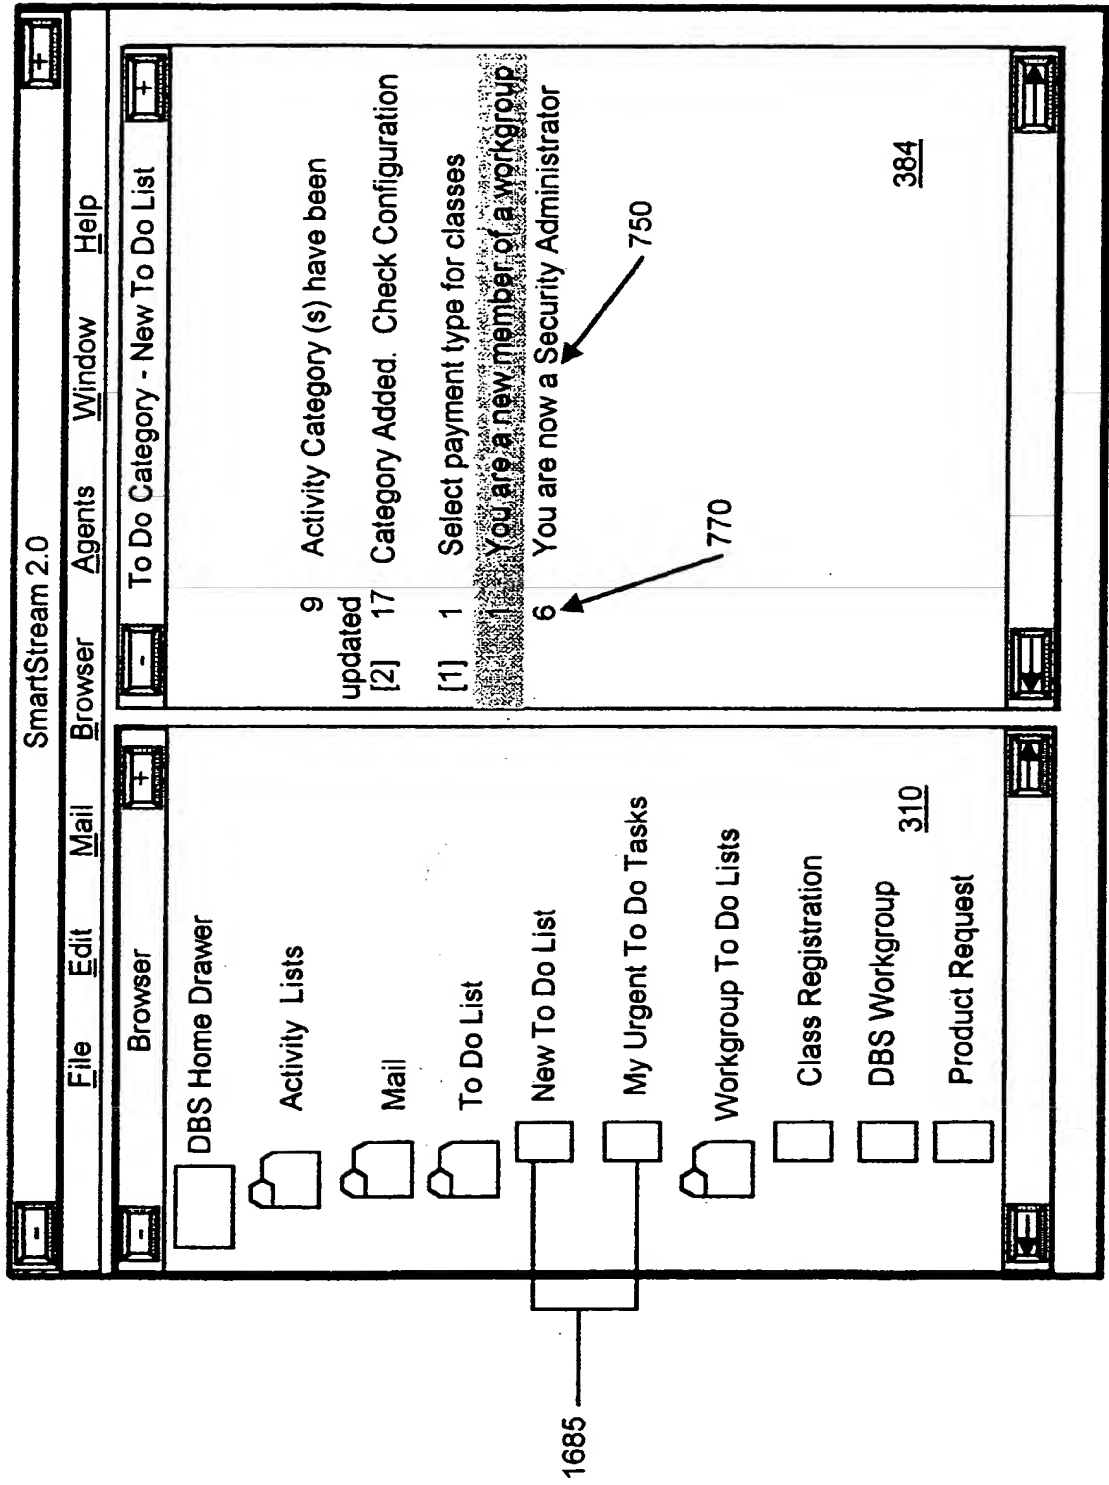 SmartStream 2.0
File Edit Mail Browser Agents Window Help
Browser
DBS Home Drawer
Activity Lists
Mail
To Do List
New To Do List
My Urgent To Do Tasks
Workgroup To Do Lists
Class Registration
DBS Workgroup
Product Request
310
1685
To Do Category - New To Do List
9 Activity Category (s) have been
updated
[2] 17 Category Added. Check Configuration
[1] 1 Select payment type for classes
1 You are a new member of a workgroup
6 You are now a Security Administrator
770
750
384